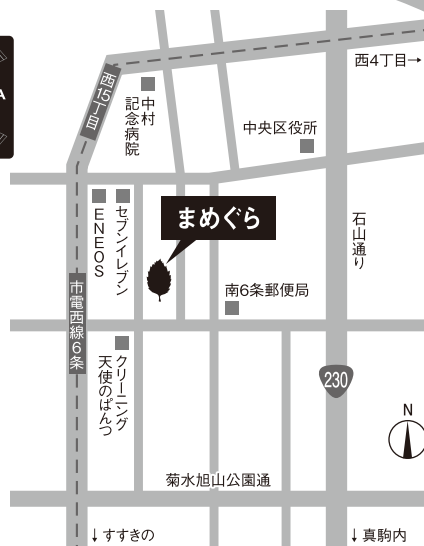 西4丁目→
西15丁目
中村
記念病院
中央区役所
A
まめぐら
セブンイレブン
ENEOS
石山通り
南6条郵便局
市電西線6条
クリーニング
天使のぱんつ
230
N
菊水旭山公園通
↓すすきの
↓真駒内